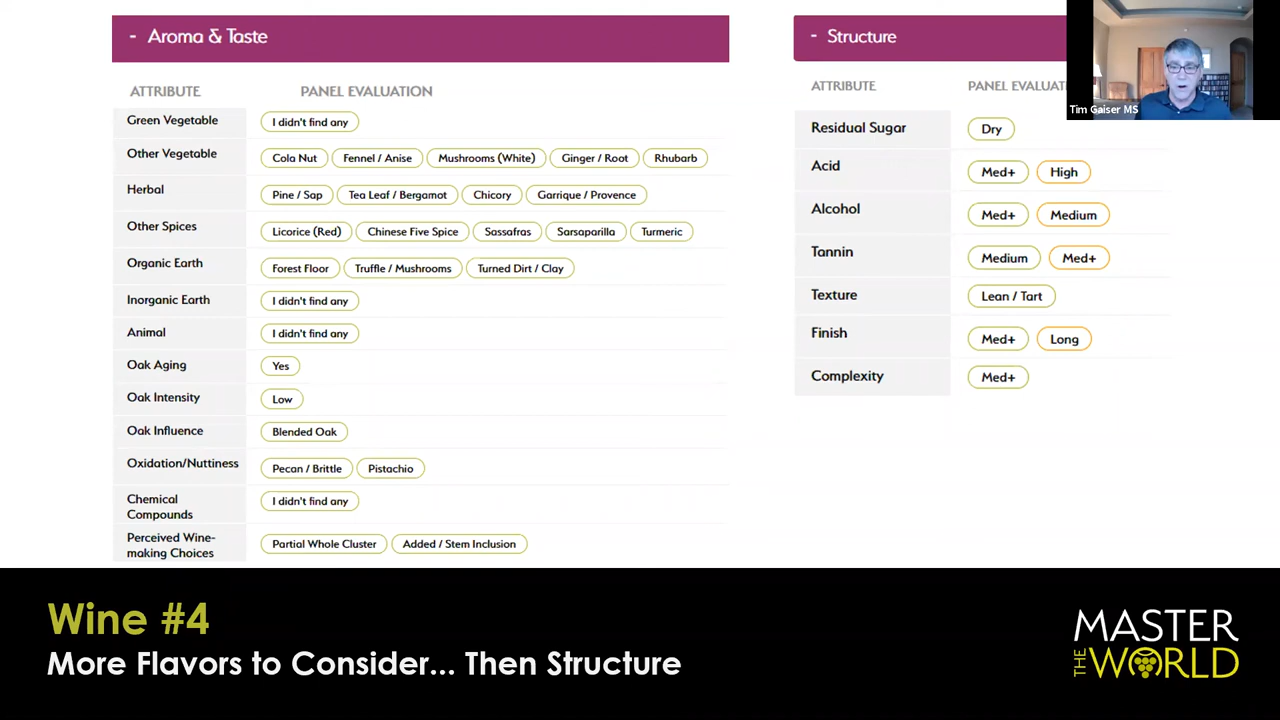 - Aroma & Taste
ATTRIBUTE PANEL EVALUATION
Green Vegetable I didn't find any
Other Vegetable Cola Nut Fennel / Anise Mushrooms (White) Ginger / Root Rhubarb
Herbal Pine / Sap Tea Leaf / Bergamot Chicory Garrique / Provence
Other Spices Licorice (Red) Chinese Five Spice Sassafras Sarsaparilla Turmeric
Organic Earth Forest Floor Truffle / Mushrooms Turned Dirt / Clay
Inorganic Earth I didn't find any
Animal I didn't find any
Oak Aging Yes
Oak Intensity Low
Oak Influence Blended Oak
Oxidation/Nuttiness Pecan / Brittle Pistachio
Chemical
Compounds I didn't find any
Perceived Wine-
making Choices Partial Whole Cluster Added / Stem Inclusion
- Structure
ATTRIBUTE PANEL EVALUAT
Residual Sugar Dry
Acid Med+ High
Alcohol Med+ Medium
Tannin Medium Med+
Texture Lean / Tart
Finish Med+ Long
Complexity Med+
Tim Gaiser MS
Wine #4
More Flavors to Consider... Then Structure
MASTER
THE WORLD